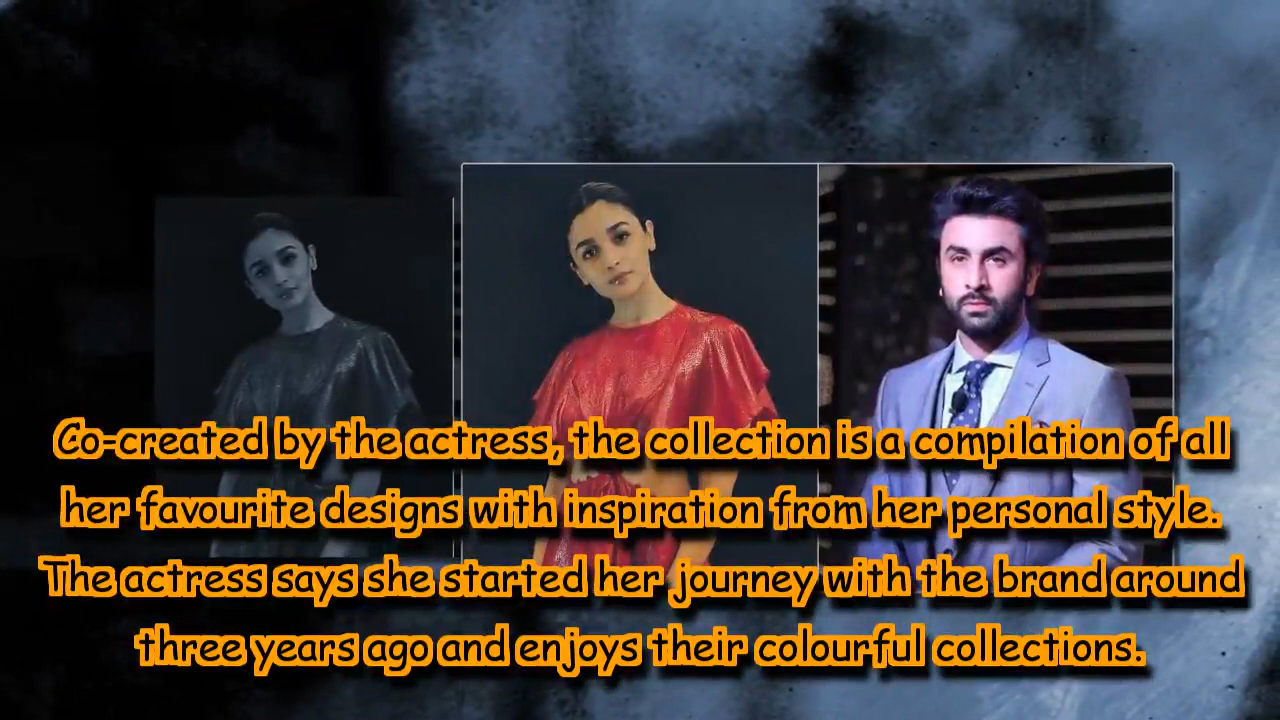 Co-created by the actress, the collection is a compilation of all
her favourite designs with inspiration from her personal style.
The actress says she started her journey with the brand around
three years ago and enjoys their colourful collections.